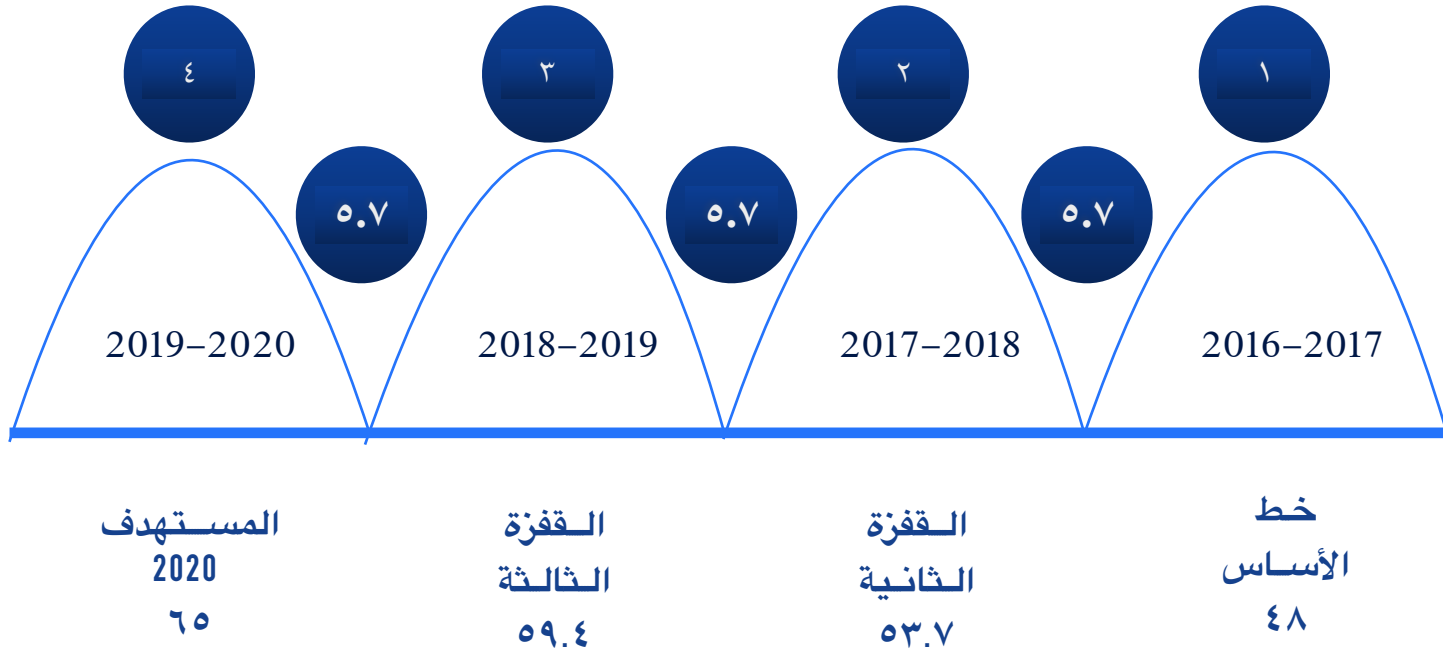 ١
٢
٣
٤
٥.٧
٥.٧
٥.٧
2016–2017
2017–2018
2018–2019
2019–2020
خط
الأساس
٤٨
القفزة
الثانية
٥٣.٧
القفزة
الثالثة
٥٩.٤
المستهدف
2020
٦٥